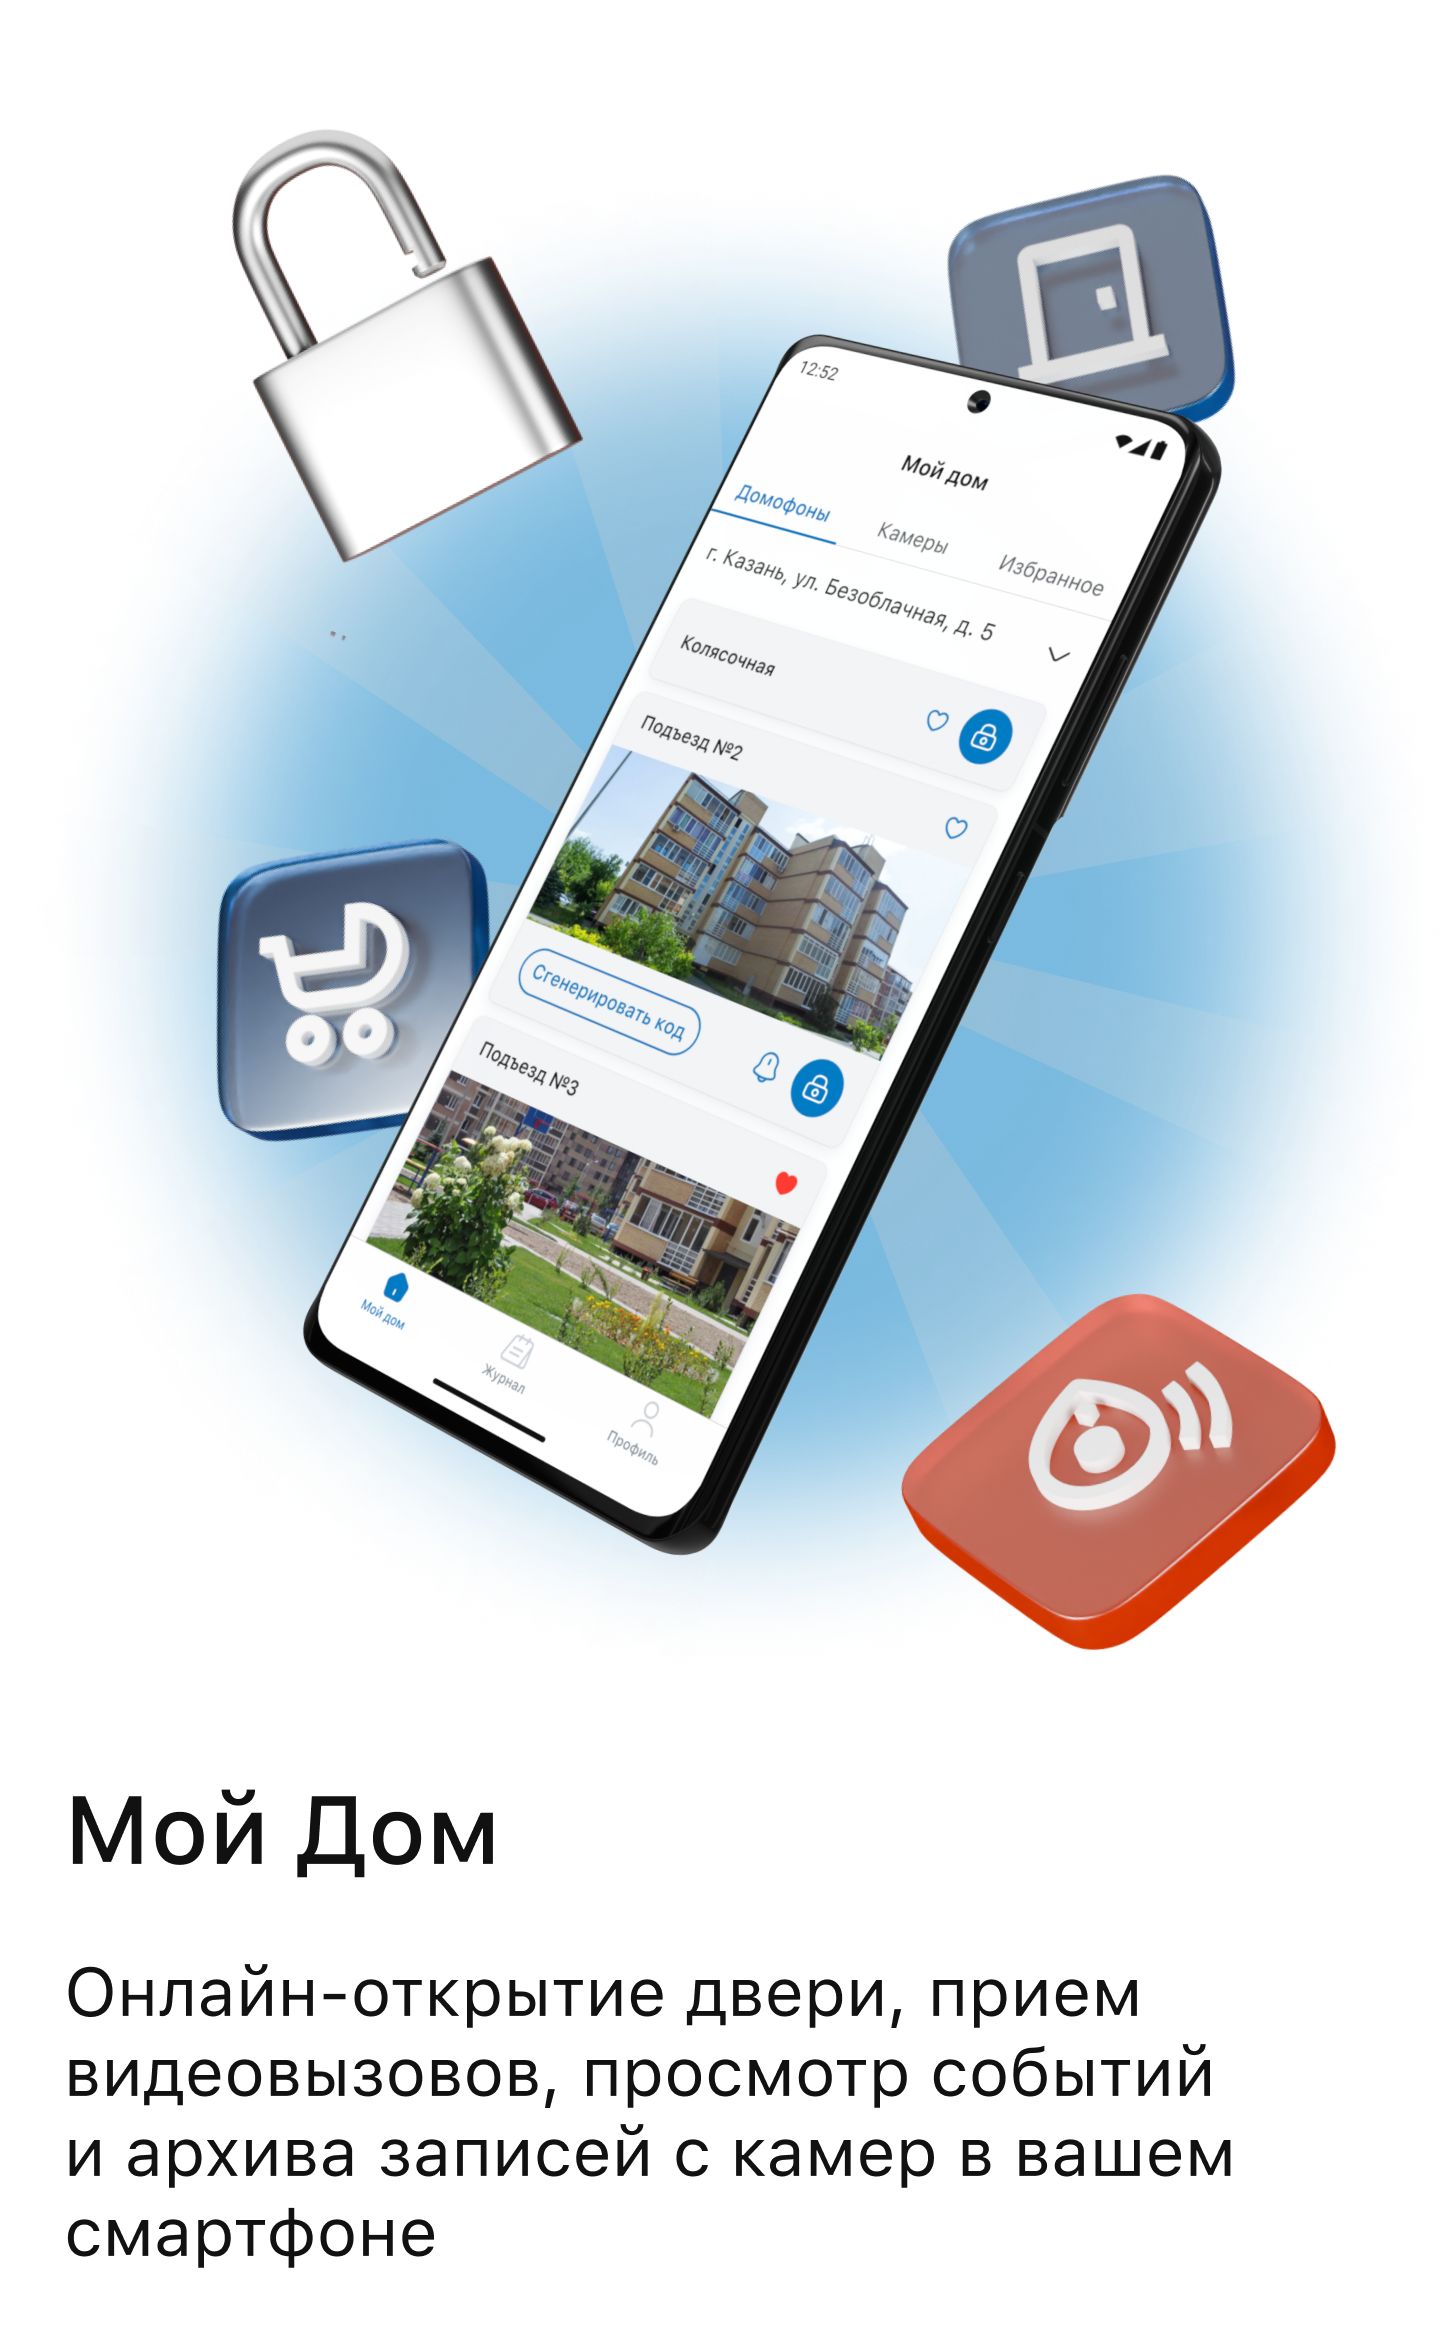 12:52
Мой дом
Домофоны
Камеры
Избранное
г. Казань, ул. Безоблачная, д. 5
Колясочная
Подъезд №2
Сгенерировать код
Подъезд №3
Мой дом
Журнал
Профиль
Мой Дом
Онлайн-открытие двери, прием
видеовызовов, просмотр событий
и архива записей с камер в вашем
смартфоне